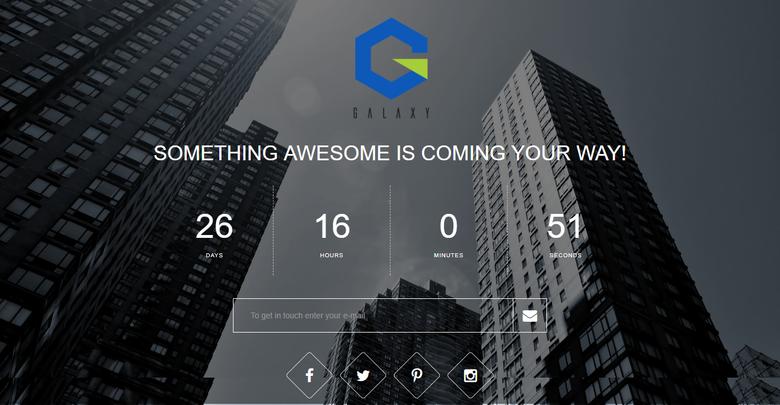 GALAXY
SOMETHING AWESOME IS COMING YOUR WAY!
26 16 0 51
DAYS HOURS MINUTES SECONDS
To get in touch enter your e-mail